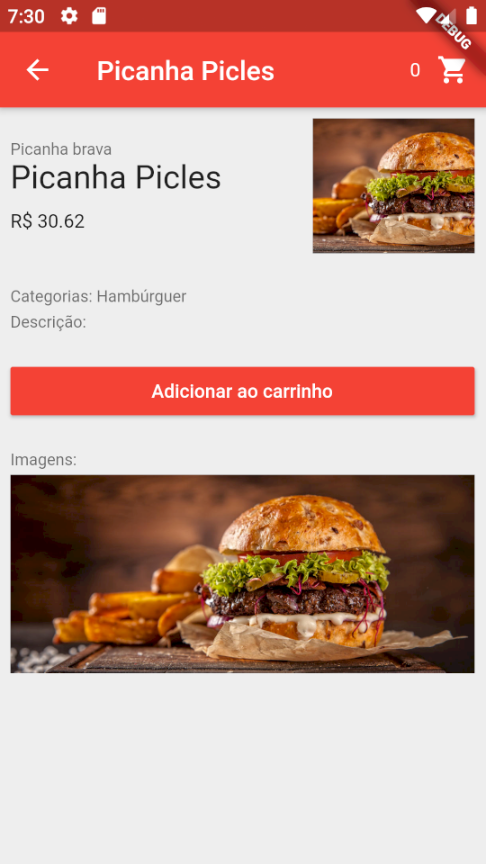 7:30
DEBUG
Picanha Picles
0
Picanha brava
Picanha Picles
R$ 30.62
Categorias: Hambúrguer
Descrição:
Adicionar ao carrinho
Imagens: